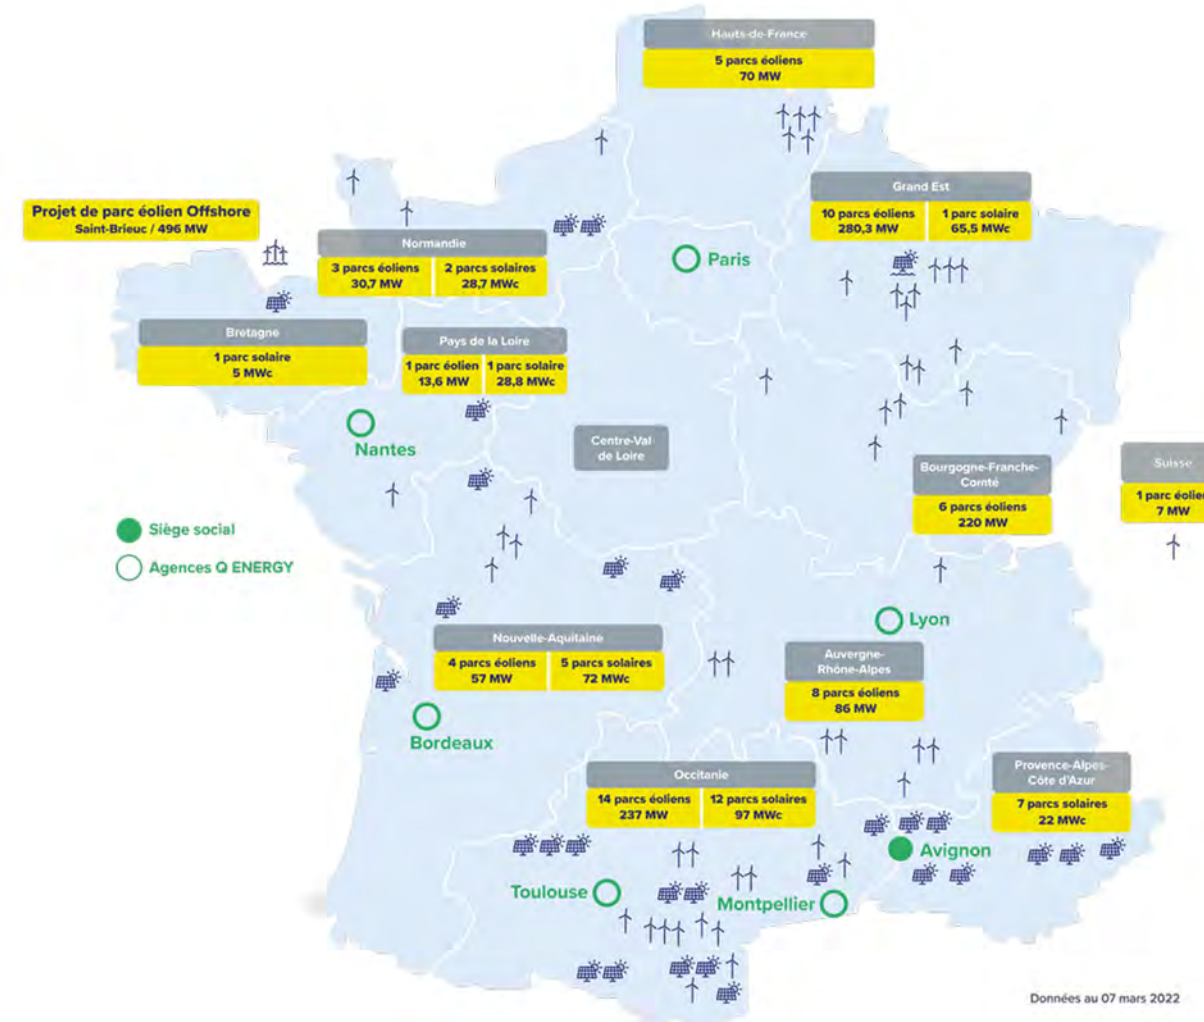 Hauts-de-France
5 parcs éoliens
70 MW
Grand Est
10 parcs éoliens
280,3 MW
1 parc solaire
65,5 MWc
Projet de parc éolien Offshore
Saint-Brieuc / 496 MW
Normandie
3 parcs éoliens
30,7 MW
2 parcs solaires
28,7 MWc
Paris
Bretagne
1 parc solaire
5 MWc
Pays de la Loire
1 parc éolien
13,6 MW
1 parc solaire
28,8 MWc
Nantes
Centre-Val
de Loire
Bourgogne-Franche-
Comté
6 parcs éoliens
220 MW
Suisse
1 parc éolien
7 MW
Siège social
Agences Q ENERGY
Lyon
Nouvelle-Aquitaine
4 parcs éoliens
57 MW
5 parcs solaires
72 MWc
Auvergne-
Rhône-Alpes
8 parcs éoliens
86 MW
Bordeaux
Occitanie
14 parcs éoliens
237 MW
12 parcs solaires
97 MWc
Provence-Alpes-
Côte d'Azur
7 parcs solaires
22 MWc
Avignon
Toulouse
Montpellier
Données au 07 mars 2022